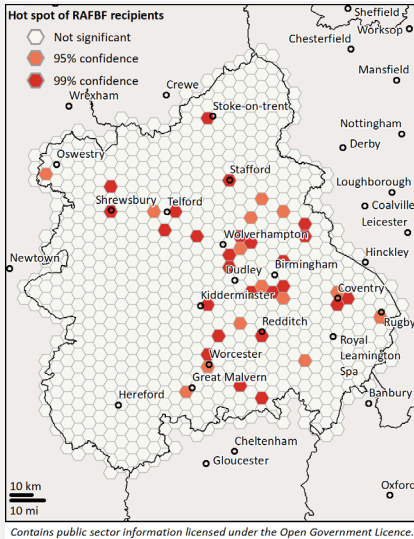 Hot spot of RAFBF recipients
Not significant
95% confidence
99% confidence
Sheffield
Worksop
Chesterfield
Mansfield
Crewe
Wrexham
Stoke-on-trent
Nottingham
Derby
Oswestry
Stafford
Loughborough
Shrewsbury
Telford
Coalville
Leicester
Wolverhampton
Hinckley
Newtown
Dudley
Birmingham
Coventry
Kidderminster
Rugby
Redditch
Royal
Leamington
Spa
Worcester
Great Malvern
Hereford
Banbury
Cheltenham
Gloucester
Oxford
10 km
10 mi
Contains public sector information licensed under the Open Government Licence.